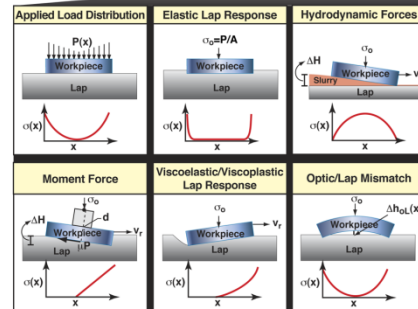 Applied Load Distribution
P(x)
Workpiece
Lap
σ(x)
x
Elastic Lap Response
σₒ=P/A
Workpiece
Lap
σ(x)
x
Hydrodynamic Forces
σₒ
ΔH
Workpiece
Slurry
Lap
v
σ(x)
x
Moment Force
σₒ
d
ΔH
Workpiece
vᵣ
μP
Lap
σ(x)
x
Viscoelastic/Viscoplastic
Lap Response
σₒ
Workpiece
vᵣ
Lap
σ(x)
x
Optic/Lap Mismatch
σₒ
Δhₒʟ(x
Workpiece
Lap
σ(x)
x